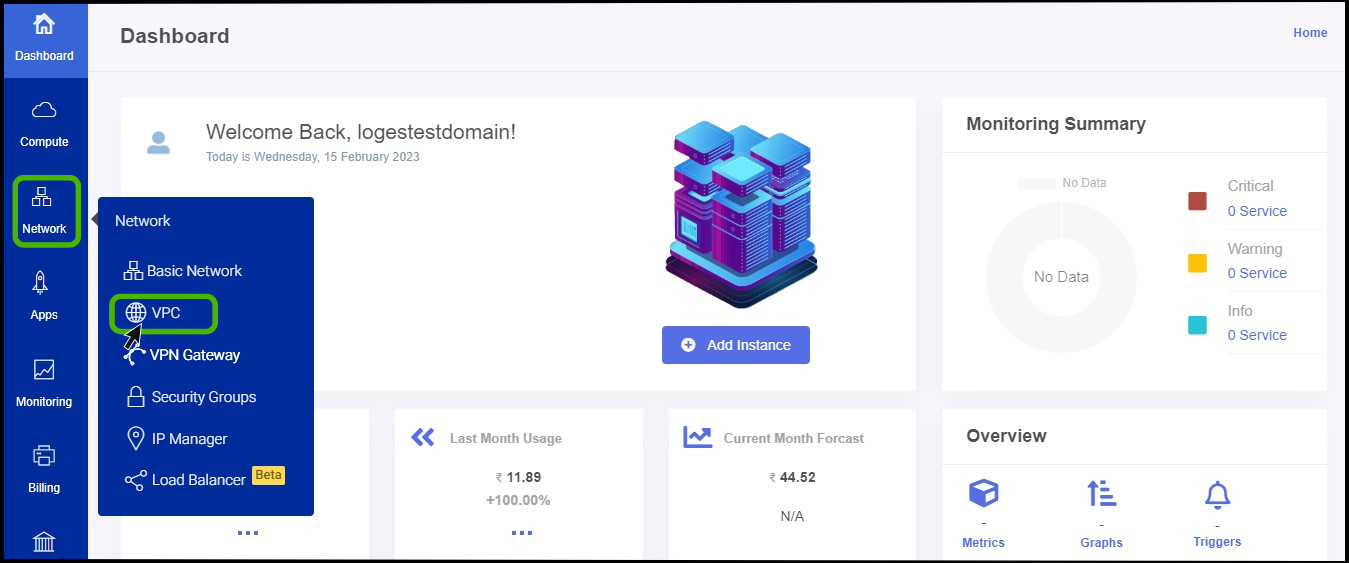 Dashboard
Compute
Network
Apps
Monitoring
Billing
Dashboard
Home
Welcome Back, logestestdomain!
Today is Wednesday, 15 February 2023
Network
Basic Network
VPC
VPN Gateway
Security Groups
IP Manager
Load Balancer Beta
Add Instance
Monitoring Summary
No Data
No Data
Critical
0 Service
Warning
0 Service
Info
0 Service
Last Month Usage
₹ 11.89
+100.00%
Current Month Forcast
₹ 44.52
N/A
Overview
-
Metrics
-
Graphs
-
Triggers